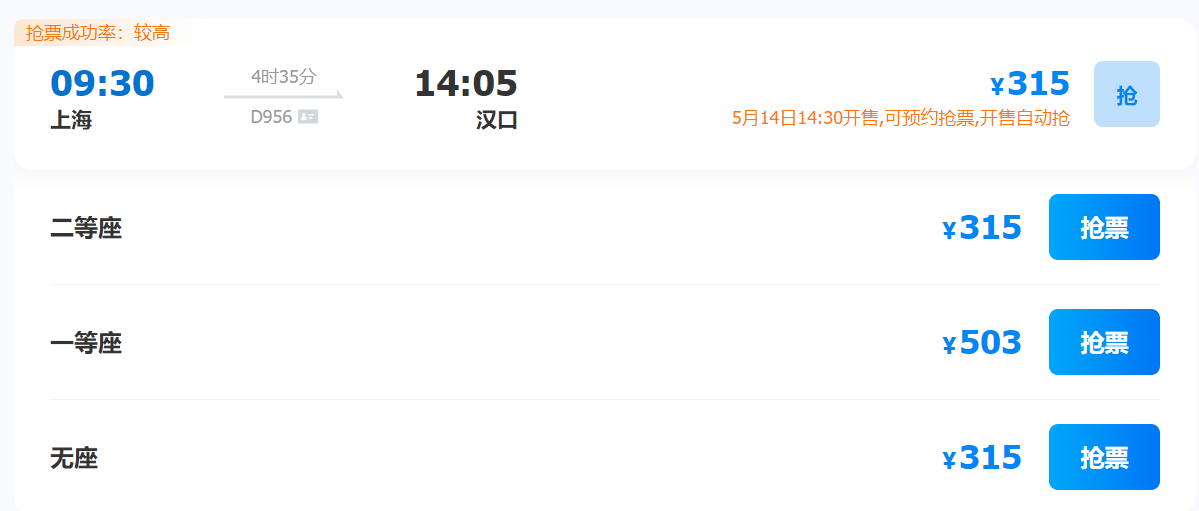 抢票成功率：较高
09:30
4时35分
14:05
¥315
抢
上海
D956
汉口
5月14日14:30开售,可预约抢票,开售自动抢
二等座
¥315
抢票
一等座
¥503
抢票
无座
¥315
抢票